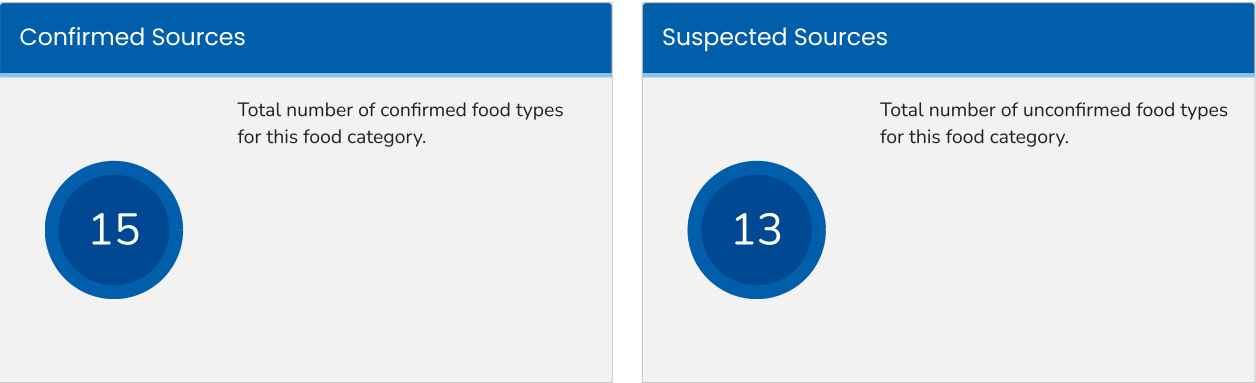 Confirmed Sources
Total number of confirmed food types
for this food category.
15
Suspected Sources
Total number of unconfirmed food types
for this food category.
13